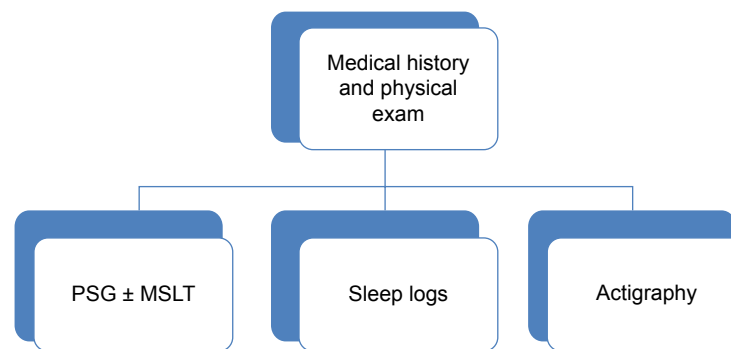 Medical history
and physical
exam
PSG ± MSLT
Sleep logs
Actigraphy